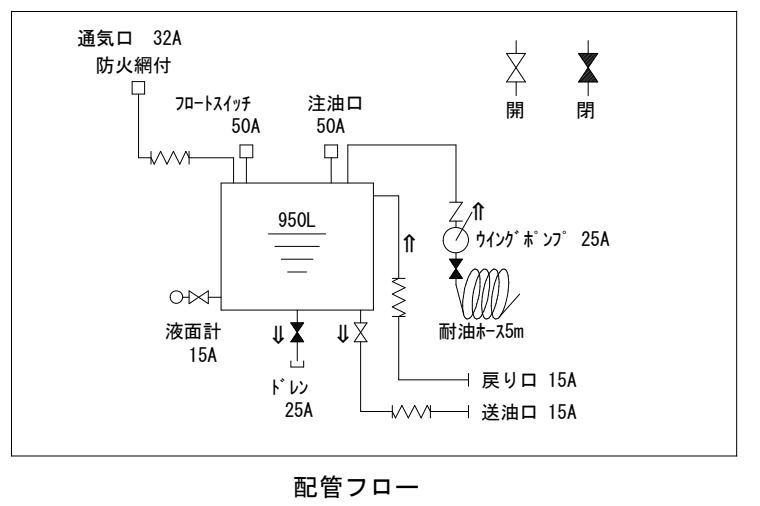 通気口 32A
防火網付
ﾌﾛｰﾄｽｲｯﾁ
50A
注油口
50A
開
閉
950L
ｳｲﾝｸﾞﾎﾟﾝﾌﾟ 25A
液面計
15A
耐油ﾎｰｽ5m
ﾄﾞﾚﾝ
25A
戻り口 15A
送油口 15A
配管フロー